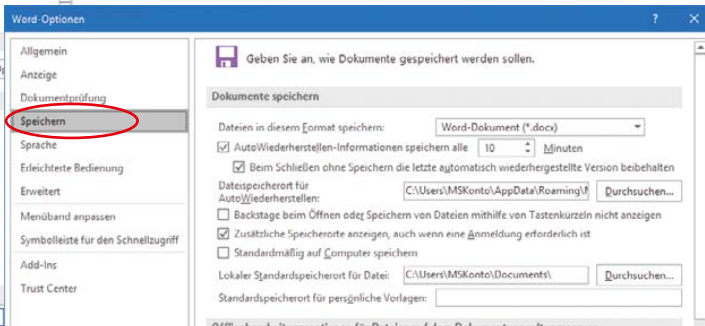 Word-Optionen
?
Allgemein
Anzeige
Dokumentprüfung
Speichern
Sprache
Erleichterte Bedienung
Erweitert
Menüband anpassen
Symbolleiste für den Schnellzugriff
Add-Ins
Trust Center
Geben Sie an, wie Dokumente gespeichert werden sollen.
Dokumente speichern
Dateien in diesem Format speichern: Word-Dokument (*.docx)
AutoWiederherstellen-Informationen speichern alle 10 Minuten
Beim Schließen ohne Speichern die letzte automatisch wiederhergestellte Version beibehalten
Dateispeicherort für
AutoWiederherstellen: C:\Users\MSKonto\AppData\Roaming\ Durchsuchen...
Backstage beim Öffnen oder Speichern von Dateien mithilfe von Tastenkürzeln nicht anzeigen
Zusätzliche Speicherorte anzeigen, auch wenn eine Anmeldung erforderlich ist
Standardmäßig auf Computer speichern
Lokaler Standardspeicherort für Datei: C:\Users\MSKonto\Documents\ Durchsuchen...
Standardspeicherort für persönliche Vorlagen: